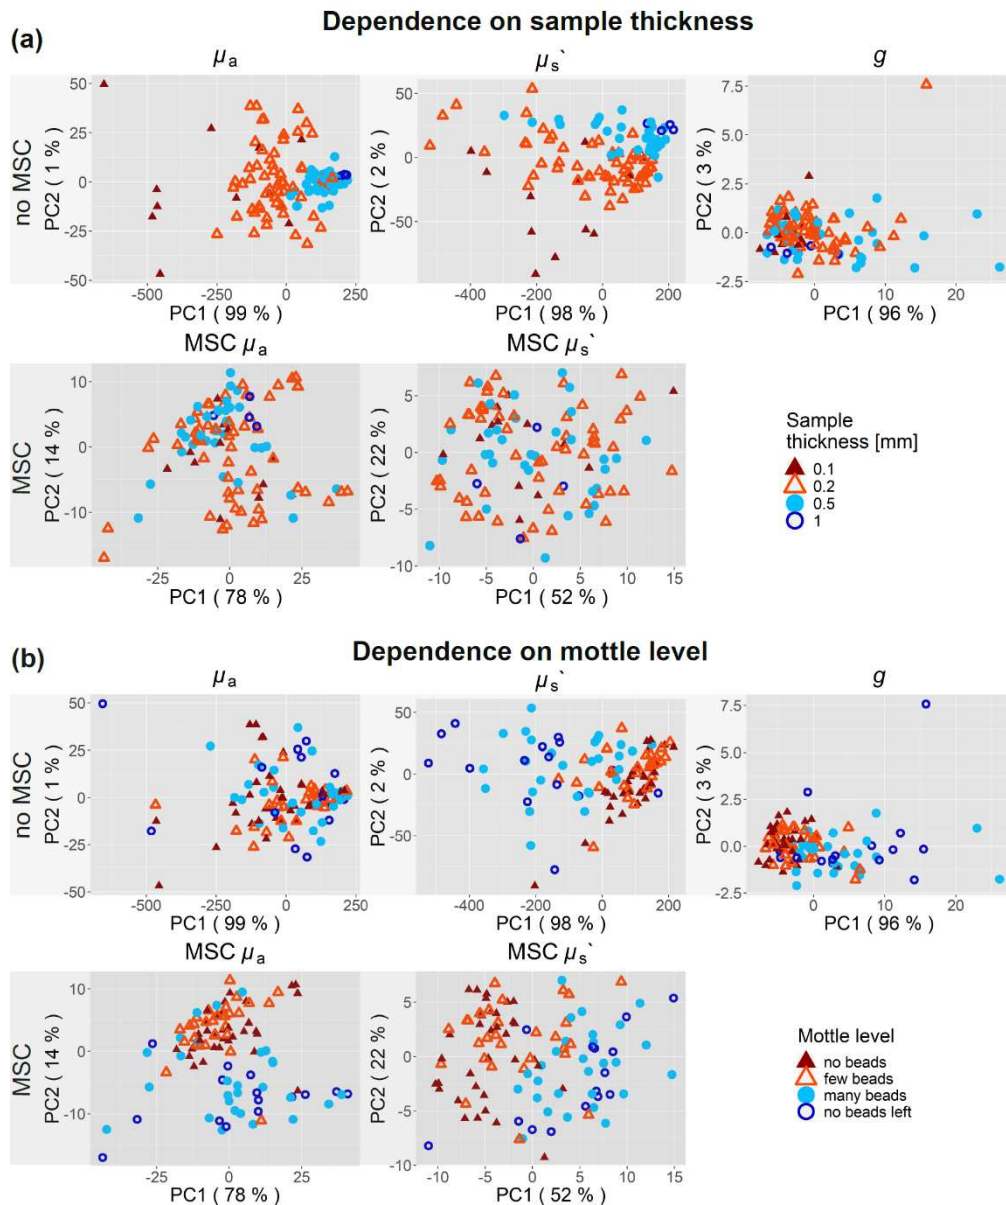 Dependence on sample thickness
(a)
μa
μs`
g
no MSC
PC2 ( 1 % )
50
25
0
-25
-50
-500
-250
0
250
PC1 ( 99 % )
PC2 ( 2 % )
50
0
-50
-400
-200
0
200
PC1 ( 98 % )
PC2 ( 3 % )
7.5
5.0
2.5
0.0
-2.5
0
10
20
PC1 ( 96 % )
MSC μa
MSC μs`
MSC
PC2 ( 14 % )
10
0
-10
-25
0
25
PC1 ( 78 % )
PC2 ( 22 % )
5
0
-5
-10
-10
-5
0
5
10
15
PC1 ( 52 % )
Sample
thickness [mm]
0.1
0.2
0.5
1
Dependence on mottle level
(b)
μa
μs`
g
no MSC
PC2 ( 1 % )
50
25
0
-25
-50
-500
-250
0
250
PC1 ( 99 % )
PC2 ( 2 % )
50
0
-50
-400
-200
0
200
PC1 ( 98 % )
PC2 ( 3 % )
7.5
5.0
2.5
0.0
-2.5
0
10
20
PC1 ( 96 % )
MSC μa
MSC μs`
MSC
PC2 ( 14 % )
10
0
-10
-25
0
25
PC1 ( 78 % )
PC2 ( 22 % )
5
0
-5
-10
-10
-5
0
5
10
15
PC1 ( 52 % )
Mottle level
no beads
few beads
many beads
no beads left